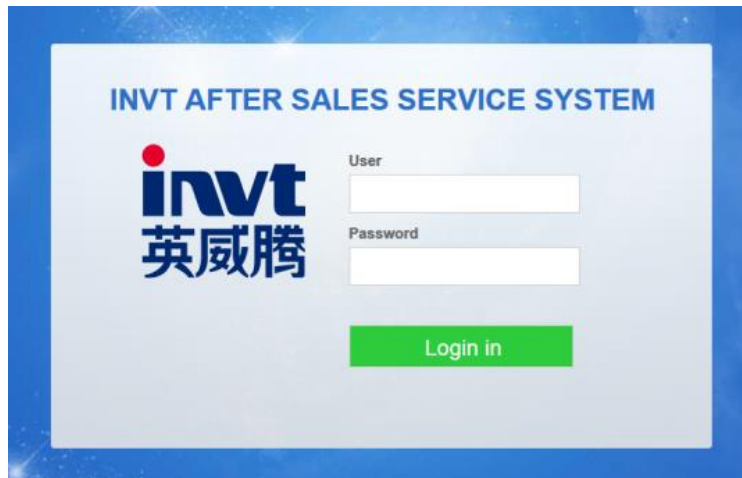 INVT AFTER SALES SERVICE SYSTEM
invt
英威腾
User
Password
Login in